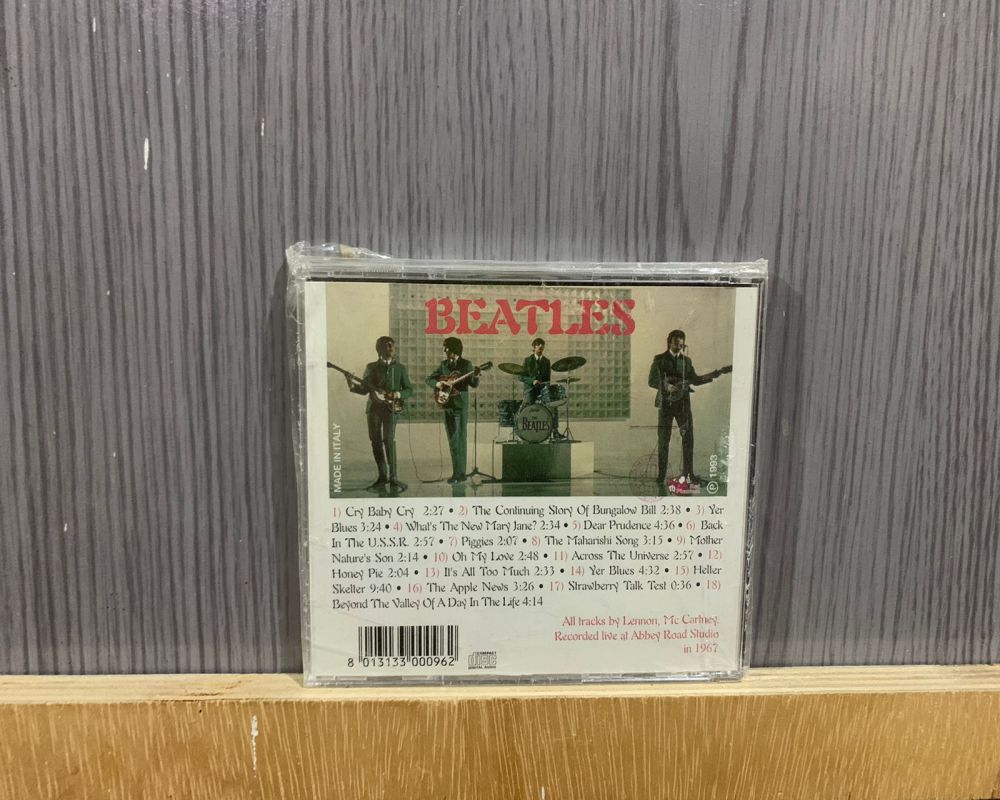 BEATLES
THE
BEATLES
MADE IN ITALY
℗ 1993
1) Cry Baby Cry 2:27 • 2) The Continuing Story Of Bungalow Bill 2:38 • 3) Yer
Blues 3:24 • 4) What's The New Mary Jane? 2:34 • 5) Dear Prudence 4:36 • 6) Back
In The U.S.S.R. 2:57 • 7) Piggies 2:07 • 8) The Maharishi Song 3:15 • 9) Mother
Nature's Son 2:14 • 10) Oh My Love 2:48 • 11) Across The Universe 2:57 • 12)
Honey Pie 2:04 • 13) It's All Too Much 2:33 • 14) Yer Blues 4:32 • 15) Helter
Skelter 9:40 • 16) The Apple News 3:26 • 17) Strawberry Talk Test 0:36 • 18)
Beyond The Valley Of A Day In The Life 4:14
All tracks by Lennon, Mc Cartney.
Recorded live at Abbey Road Studio
in 1967
8 013133 000962
COMPACT
disc
DIGITAL AUDIO